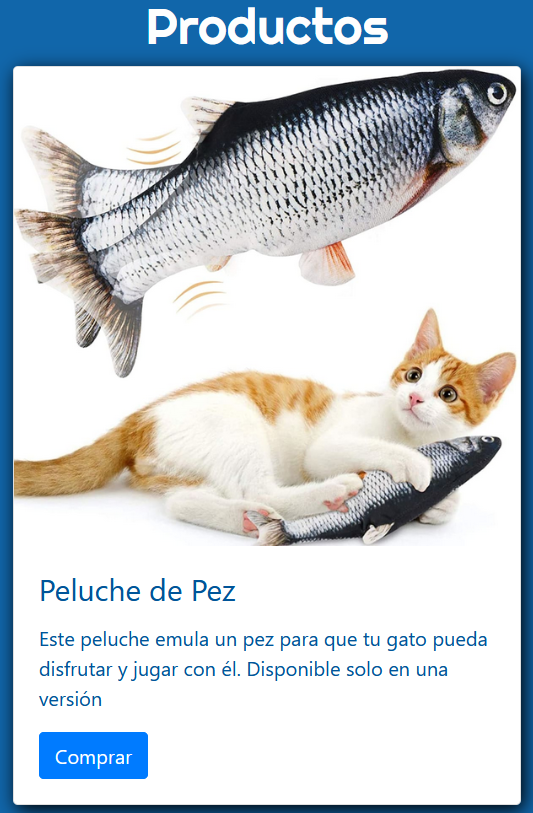 Productos
Peluche de Pez
Este peluche emula un pez para que tu gato pueda
disfrutar y jugar con él. Disponible solo en una
versión
Comprar